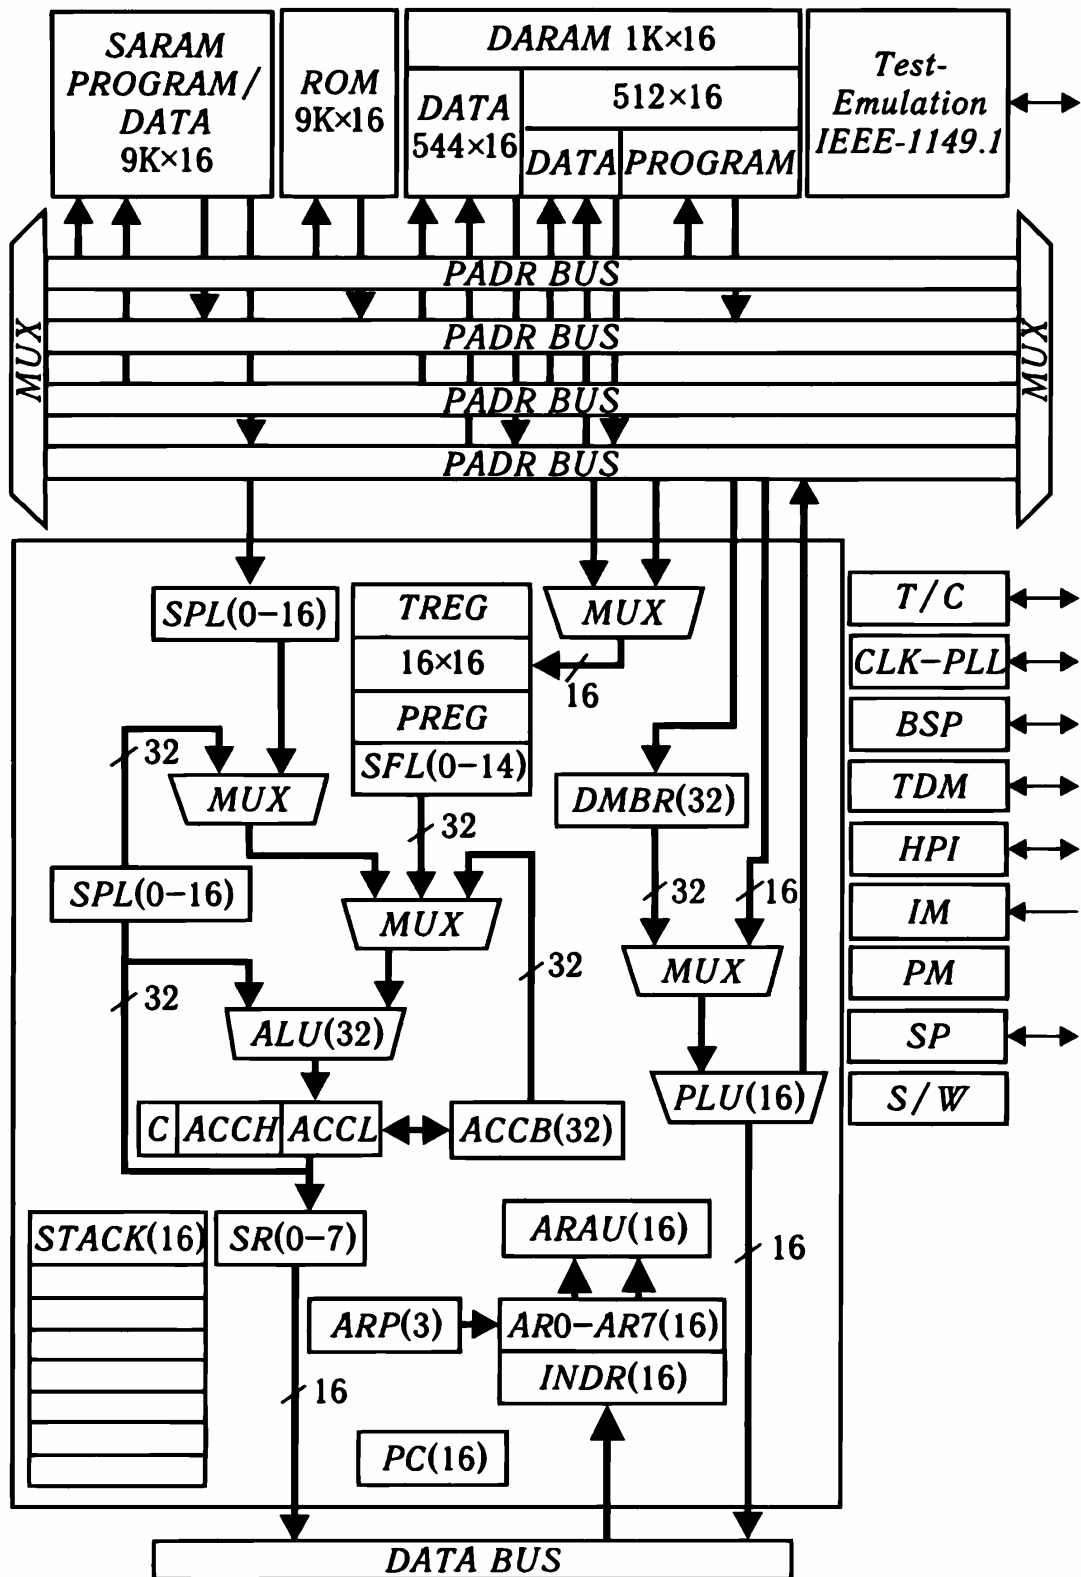 SARAM
PROGRAM/
DATA
9K×16
ROM
9K×16
DARAM 1K×16
DATA
544×16
512×16
DATA
PROGRAM
Test-
Emulation
IEEE-1149.1
MUX
PADR BUS
PADR BUS
PADR BUS
PADR BUS
MUX
SPL(0-16)
TREG
16×16
PREG
SFL(0-14)
MUX
16
32
MUX
32
DMBR(32)
SPL(0-16)
MUX
32
16
32
32
MUX
ALU(32)
C
ACCH
ACCL
ACCB(32)
PLU(16)
T/C
CLK-PLL
BSP
TDM
HPI
IM
PM
SP
S/W
STACK(16)
SR(0-7)
ARAU(16)
16
ARP(3)
AR0-AR7(16)
INDR(16)
16
PC(16)
DATA BUS